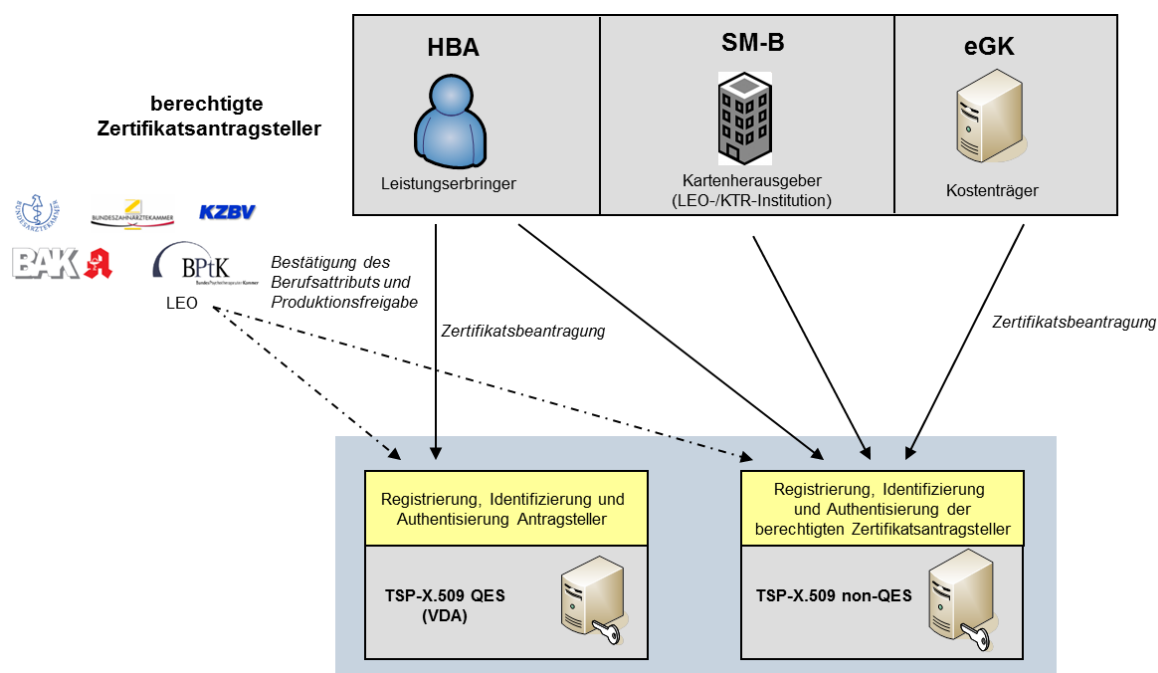 HBA
SM-B
eGK
berechtigte
Zertifikatsantragsteller
Leistungserbringer
Kartenherausgeber
(LEO-/KTR-Institution)
Kostenträger
BUNDESÄRZTEKAMMER
BUNDESZAHNÄRZTEKAMMER
KZBV
BAK
BPtK
BundesPsychotherapeutenKammer
LEO
Bestätigung des
Berufsattributs und
Produktionsfreigabe
Zertifikatsbeantragung
Zertifikatsbeantragung
Registrierung, Identifizierung und
Authentisierung Antragsteller
TSP-X.509 QES
(VDA)
Registrierung, Identifizierung
und Authentisierung der
berechtigten Zertifikatsantragsteller
TSP-X.509 non-QES